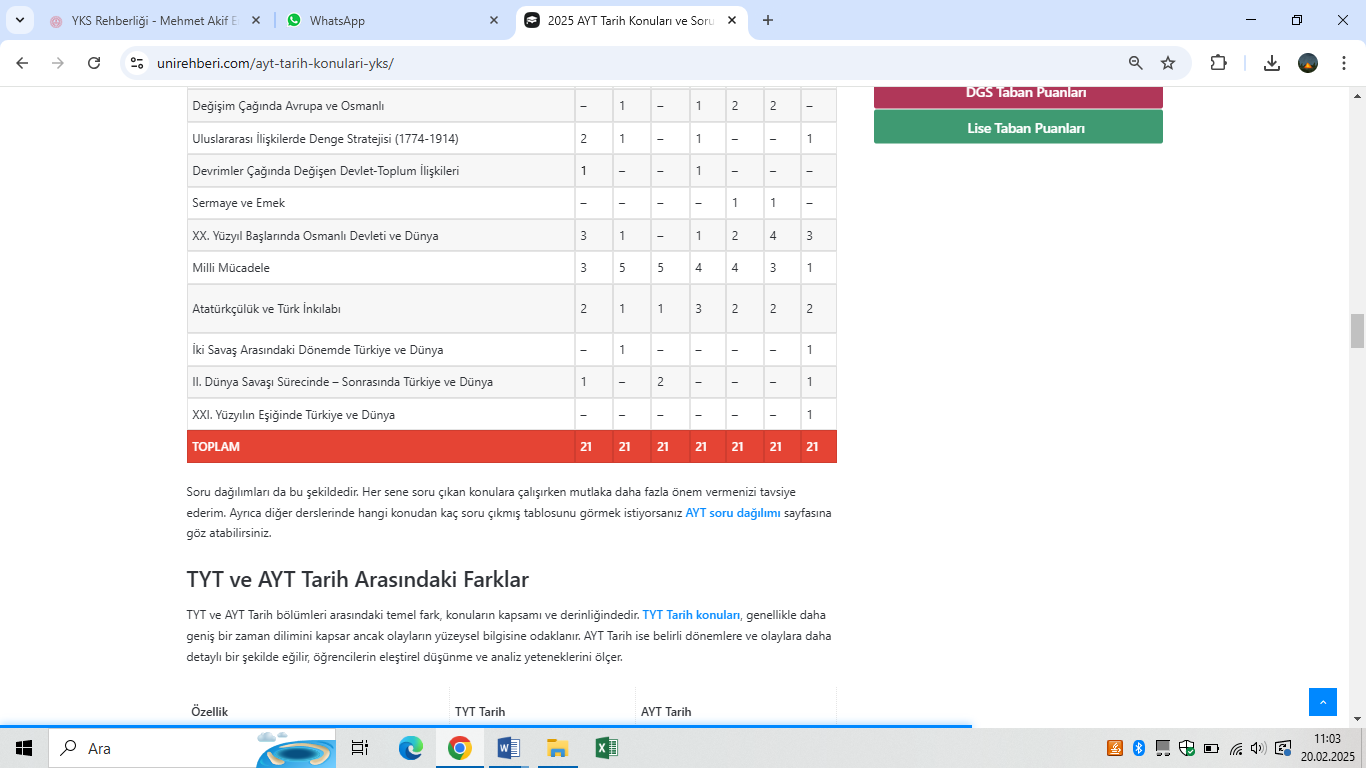 YKS Rehberliği - Mehmet Akif E
WhatsApp
2025 AYT Tarih Konuları ve Soru
unirehberi.com/ayt-tarih-konulari-yks/
DGS Taban Puanları
Lise Taban Puanları
Değişim Çağında Avrupa ve Osmanlı – 1 – 1 2 2 –
Uluslararası İlişkilerde Denge Stratejisi (1774-1914) 2 1 – 1 – – 1
Devrimler Çağında Değişen Devlet-Toplum İlişkileri 1 – – 1 – – –
Sermaye ve Emek – – – – 1 1 –
XX. Yüzyıl Başlarında Osmanlı Devleti ve Dünya 3 1 – 1 2 4 3
Milli Mücadele 3 5 5 4 4 3 1
Atatürkçülük ve Türk İnkılabı 2 1 1 3 2 2 2
İki Savaş Arasındaki Dönemde Türkiye ve Dünya – 1 – – – – 1
II. Dünya Savaşı Sürecinde – Sonrasında Türkiye ve Dünya 1 – 2 – – – 1
XXI. Yüzyılın Eşiğinde Türkiye ve Dünya – – – – – – 1
TOPLAM 21 21 21 21 21 21 21
Soru dağılımları da bu şekildedir. Her sene soru çıkan konulara çalışırken mutlaka daha fazla önem vermenizi tavsiye
ederim. Ayrıca diğer derslerinde hangi konudan kaç soru çıkmış tablosunu görmek istiyorsanız AYT soru dağılımı sayfasına
göz atabilirsiniz.
TYT ve AYT Tarih Arasındaki Farklar
TYT ve AYT Tarih bölümleri arasındaki temel fark, konuların kapsamı ve derinliğindedir. TYT Tarih konuları, genellikle daha
geniş bir zaman dilimini kapsar ancak olayların yüzeysel bilgisine odaklanır. AYT Tarih ise belirli dönemlere ve olaylara daha
detaylı bir şekilde eğilir, öğrencilerin eleştirel düşünme ve analiz yeteneklerini ölçer.
Özellik TYT Tarih AYT Tarih
Ara
11:03
20.02.2025